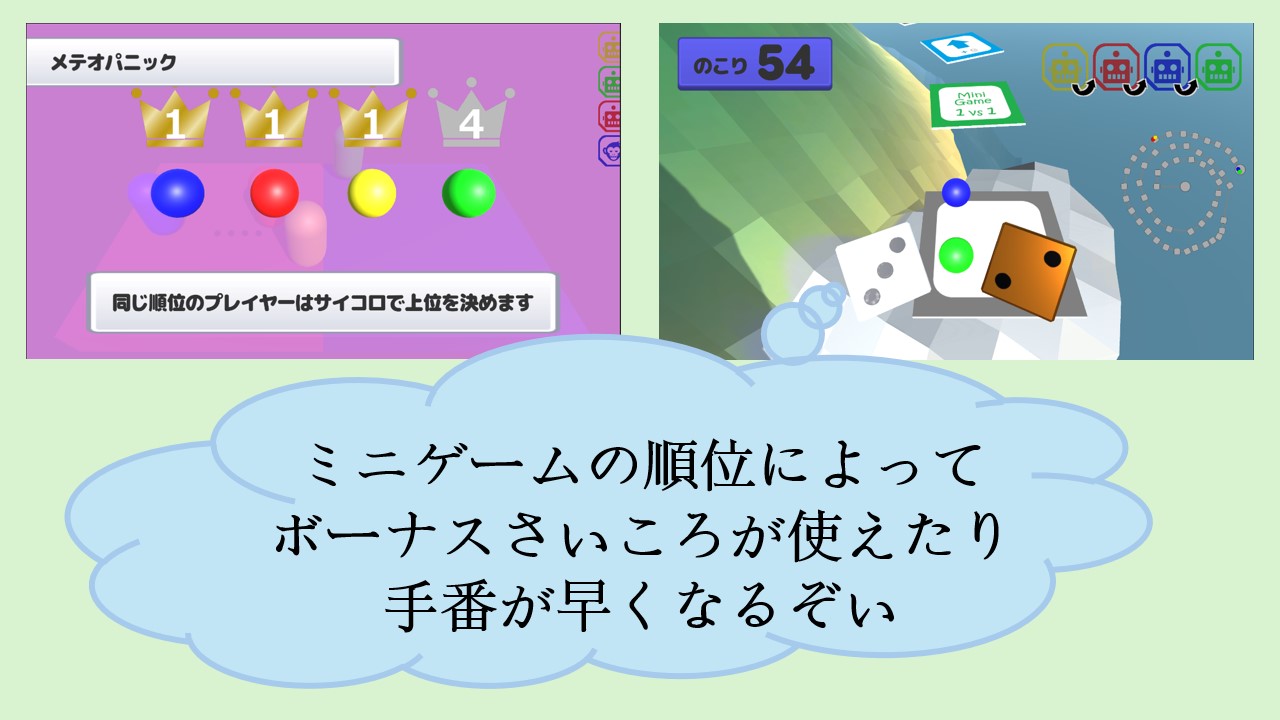 メテオパニック
1 1 1 4
同じ順位のプレイヤーはサイコロで上位を決めます
のこり 54
Mini
Game
1 vs 1
ミニゲームの順位によって
ボーナスさいころが使えたり
手番が早くなるぞい